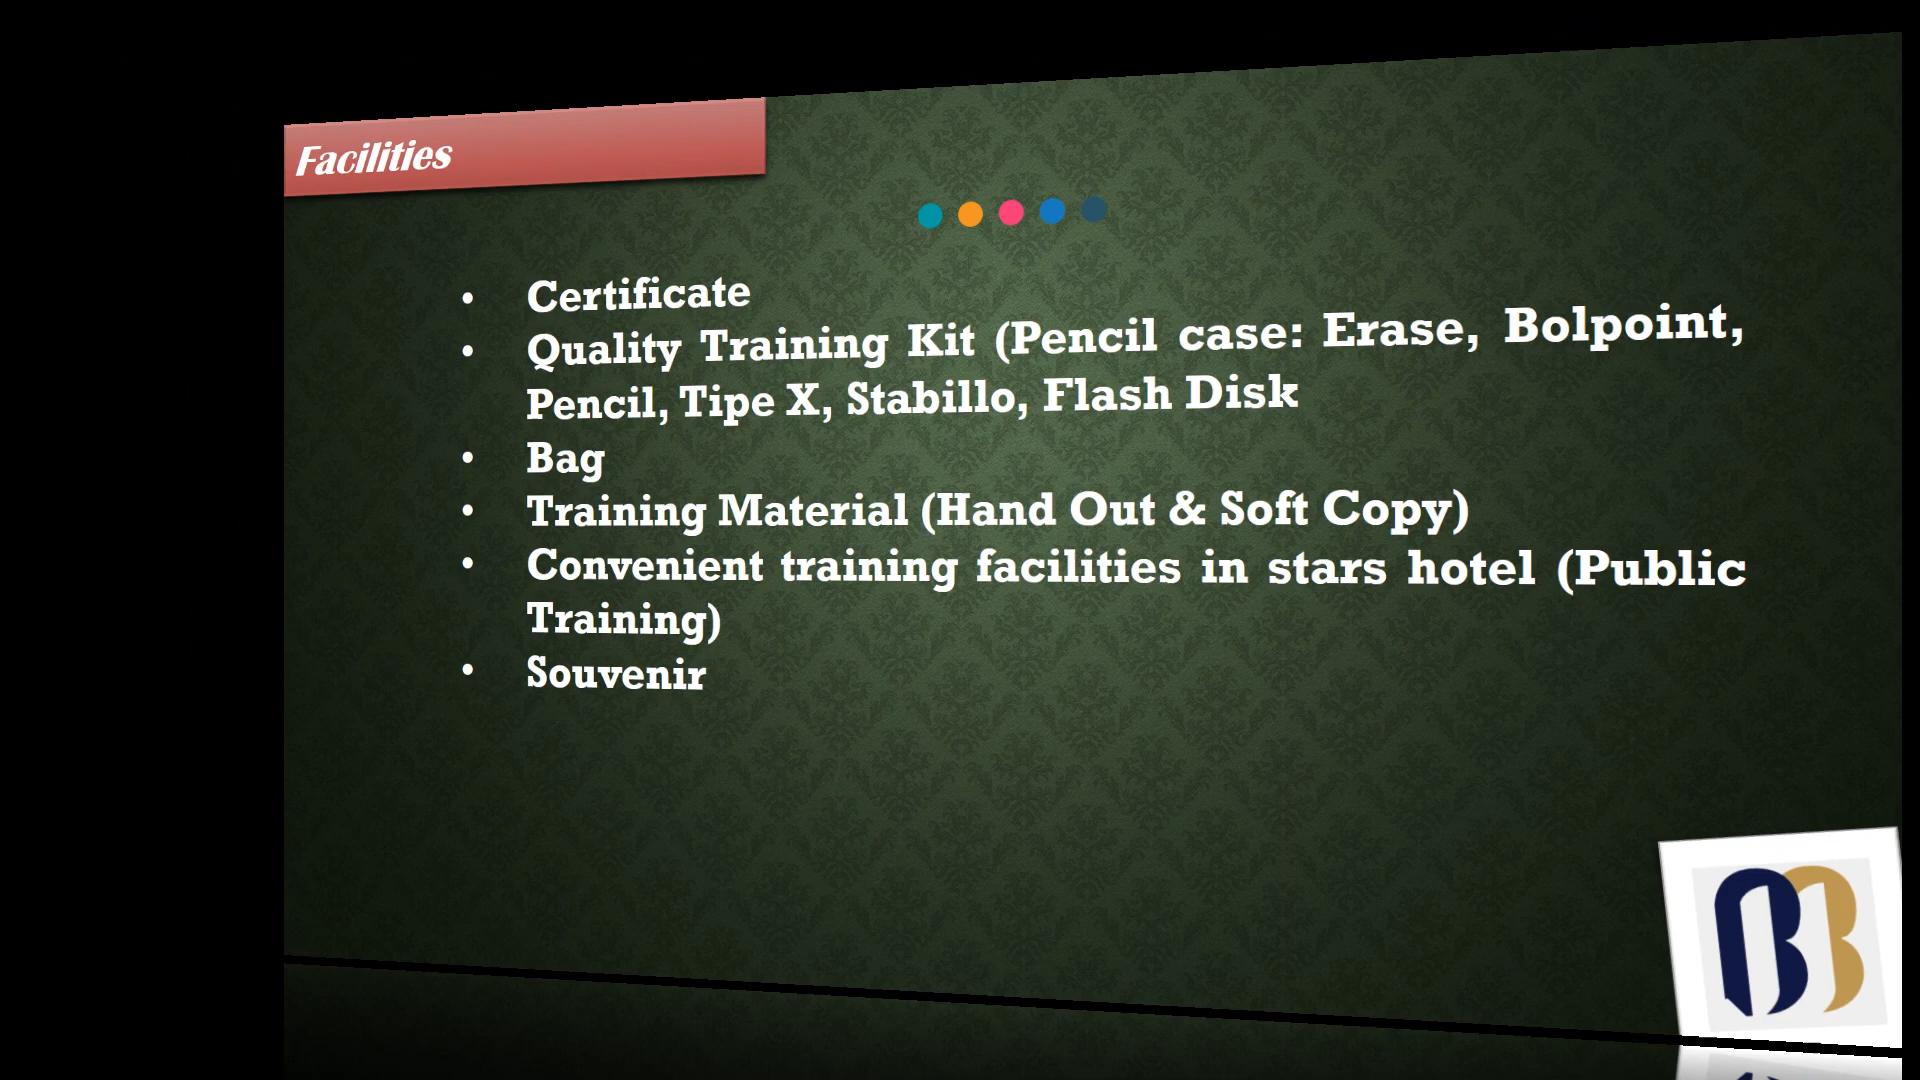 Facilities
• Certificate
• Quality Training Kit (Pencil case: Erase, Bolpoint,
Pencil, Tipe X, Stabillo, Flash Disk
• Bag
• Training Material (Hand Out & Soft Copy)
• Convenient training facilities in stars hotel (Public
Training)
• Souvenir